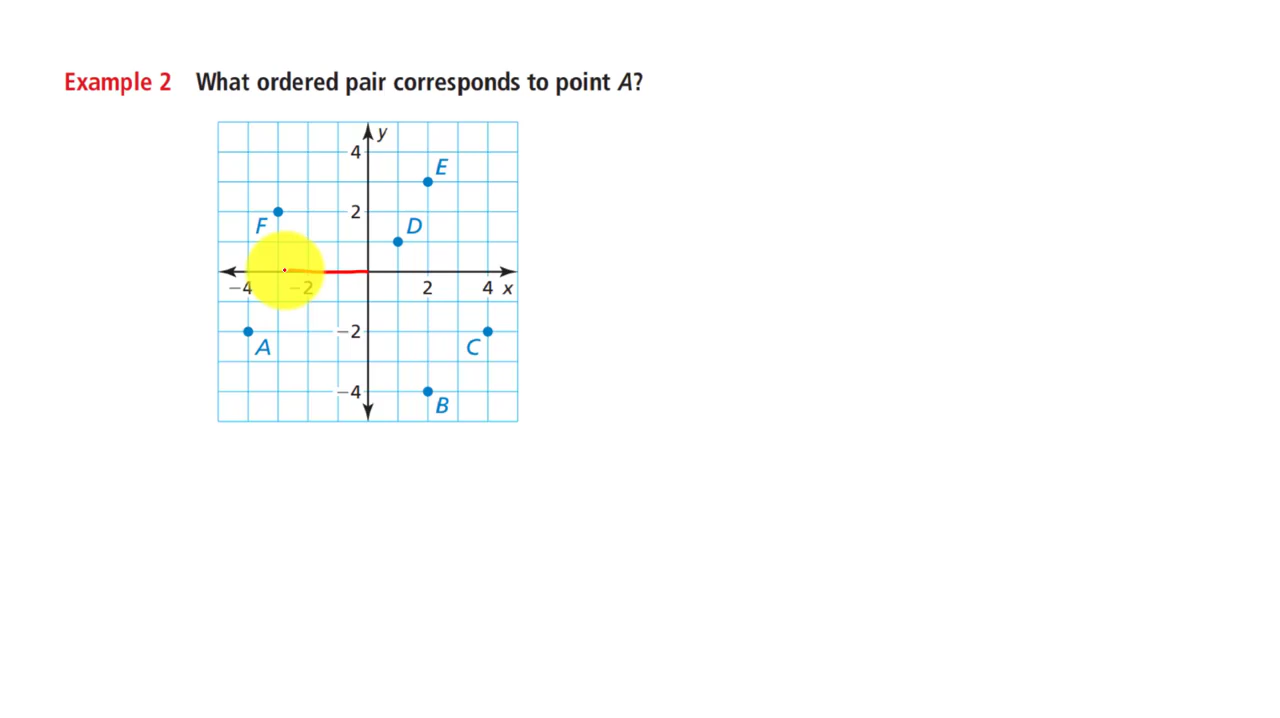 Example 2 What ordered pair corresponds to point A?
y
4
E
2
F
D
−4 −2 2 4 x
−2
A
C
−4
B